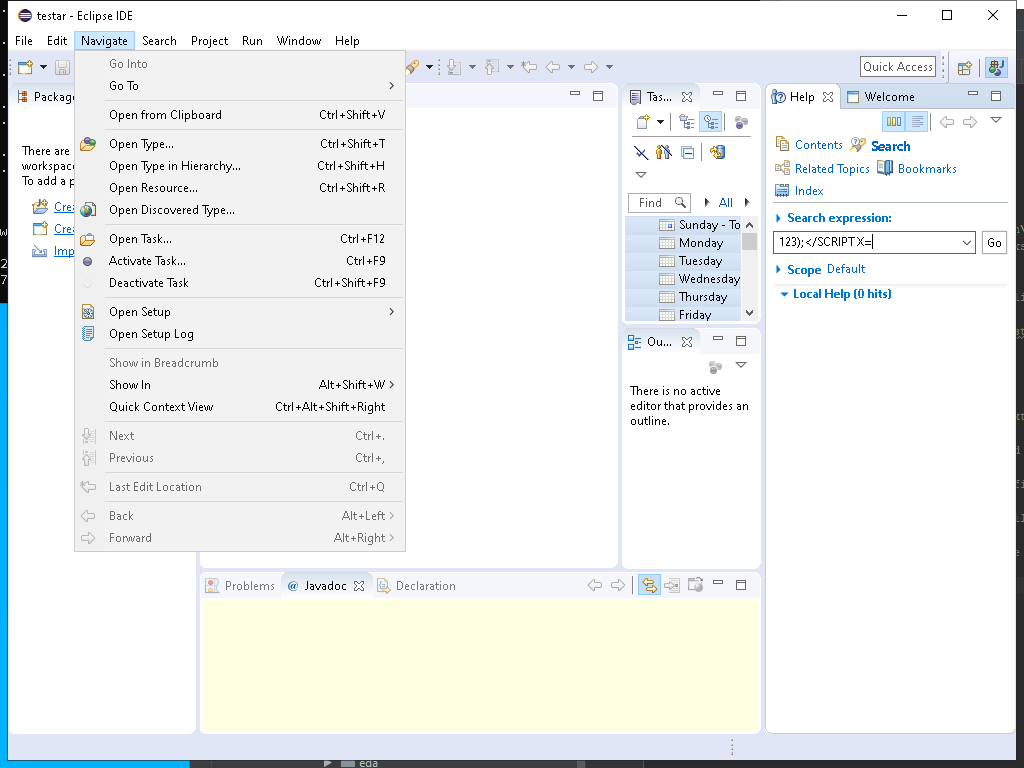 testar - Eclipse IDE
File Edit Navigate Search Project Run Window Help
Quick Access
Go Into
Go To
Open from Clipboard Ctrl+Shift+V
Open Type... Ctrl+Shift+T
Open Type in Hierarchy... Ctrl+Shift+H
Open Resource... Ctrl+Shift+R
Open Discovered Type...
Open Task... Ctrl+F12
Activate Task... Ctrl+F9
Deactivate Task Ctrl+Shift+F9
Open Setup
Open Setup Log
Show in Breadcrumb
Show In Alt+Shift+W
Quick Context View Ctrl+Alt+Shift+Right
Next Ctrl+.
Previous Ctrl+,
Last Edit Location Ctrl+Q
Back Alt+Left
Forward Alt+Right
Packag
There are
workspac
To add a p
Cre
Cre
Imp
Tas...
Find All
Sunday - To
Monday
Tuesday
Wednesday
Thursday
Friday
Ou...
There is no active
editor that provides an
outline.
Help Welcome
Contents Search
Related Topics Bookmarks
Index
Search expression:
123);</SCRIPT X= Go
Scope Default
Local Help (0 hits)
Problems @ Javadoc Declaration
eda